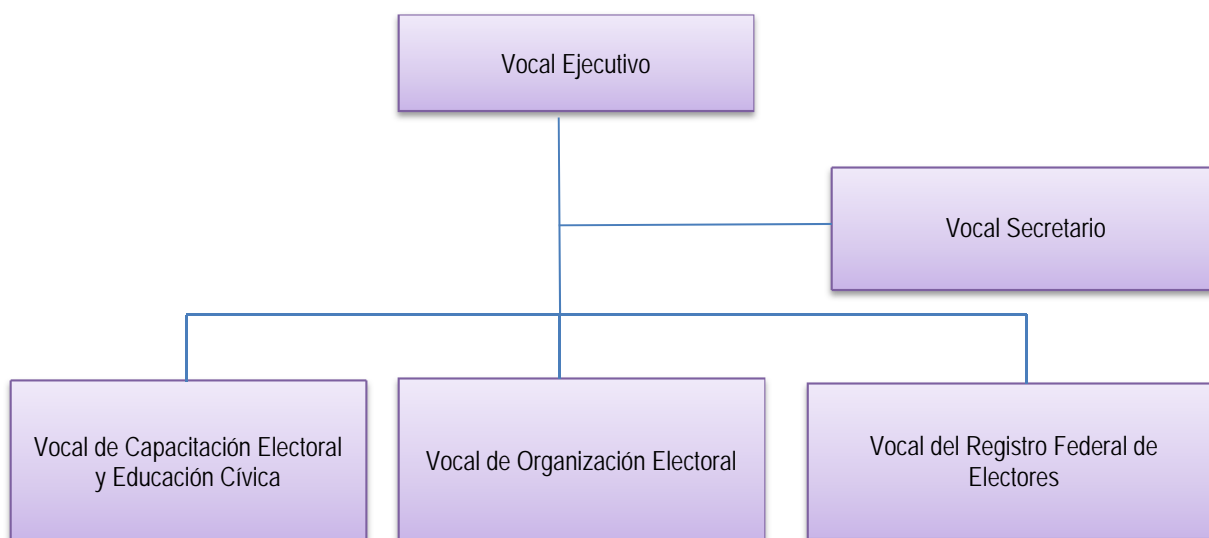 Vocal Ejecutivo
Vocal Secretario
Vocal de Capacitación Electoral
y Educación Cívica
Vocal de Organización Electoral
Vocal del Registro Federal de
Electores